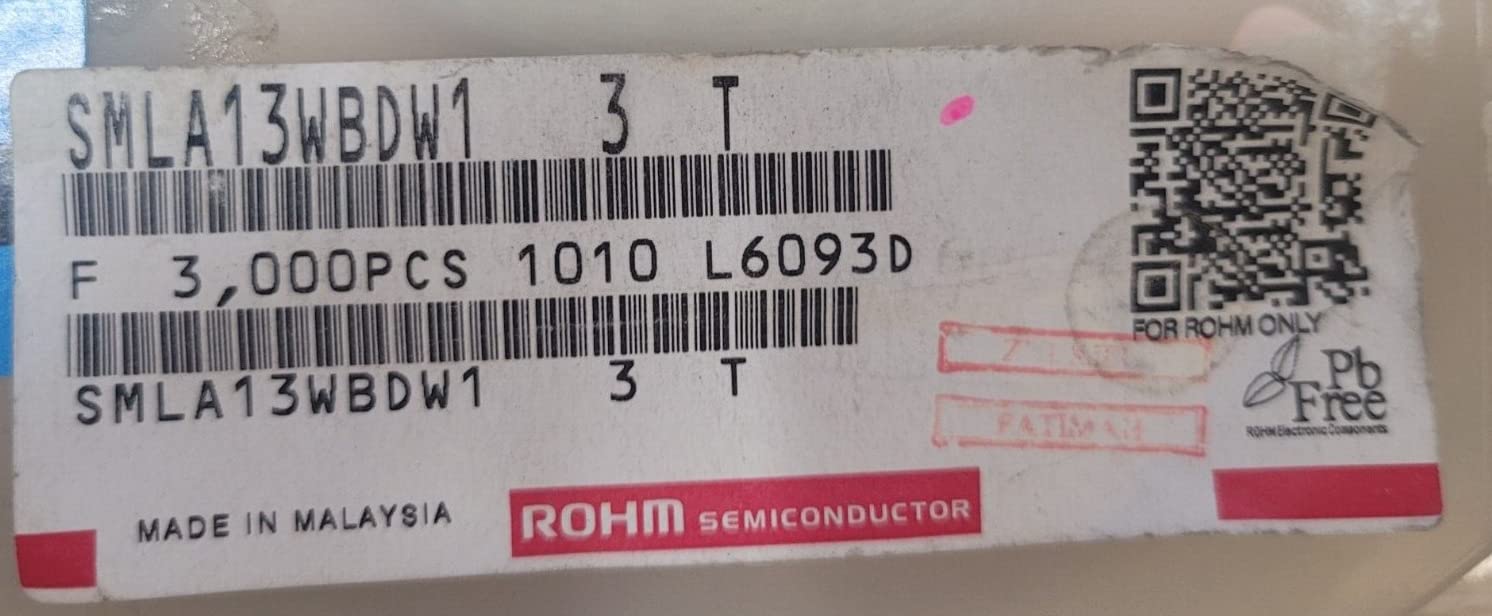 SMLA13WBDW1 3 T
F 3,000PCS 1010 L6093D
SMLA13WBDW1 3 T
FOR ROHM ONLY
Pb
Free
ROHM Electronic Components
FATIMAH
MADE IN MALAYSIA
ROHM SEMICONDUCTOR